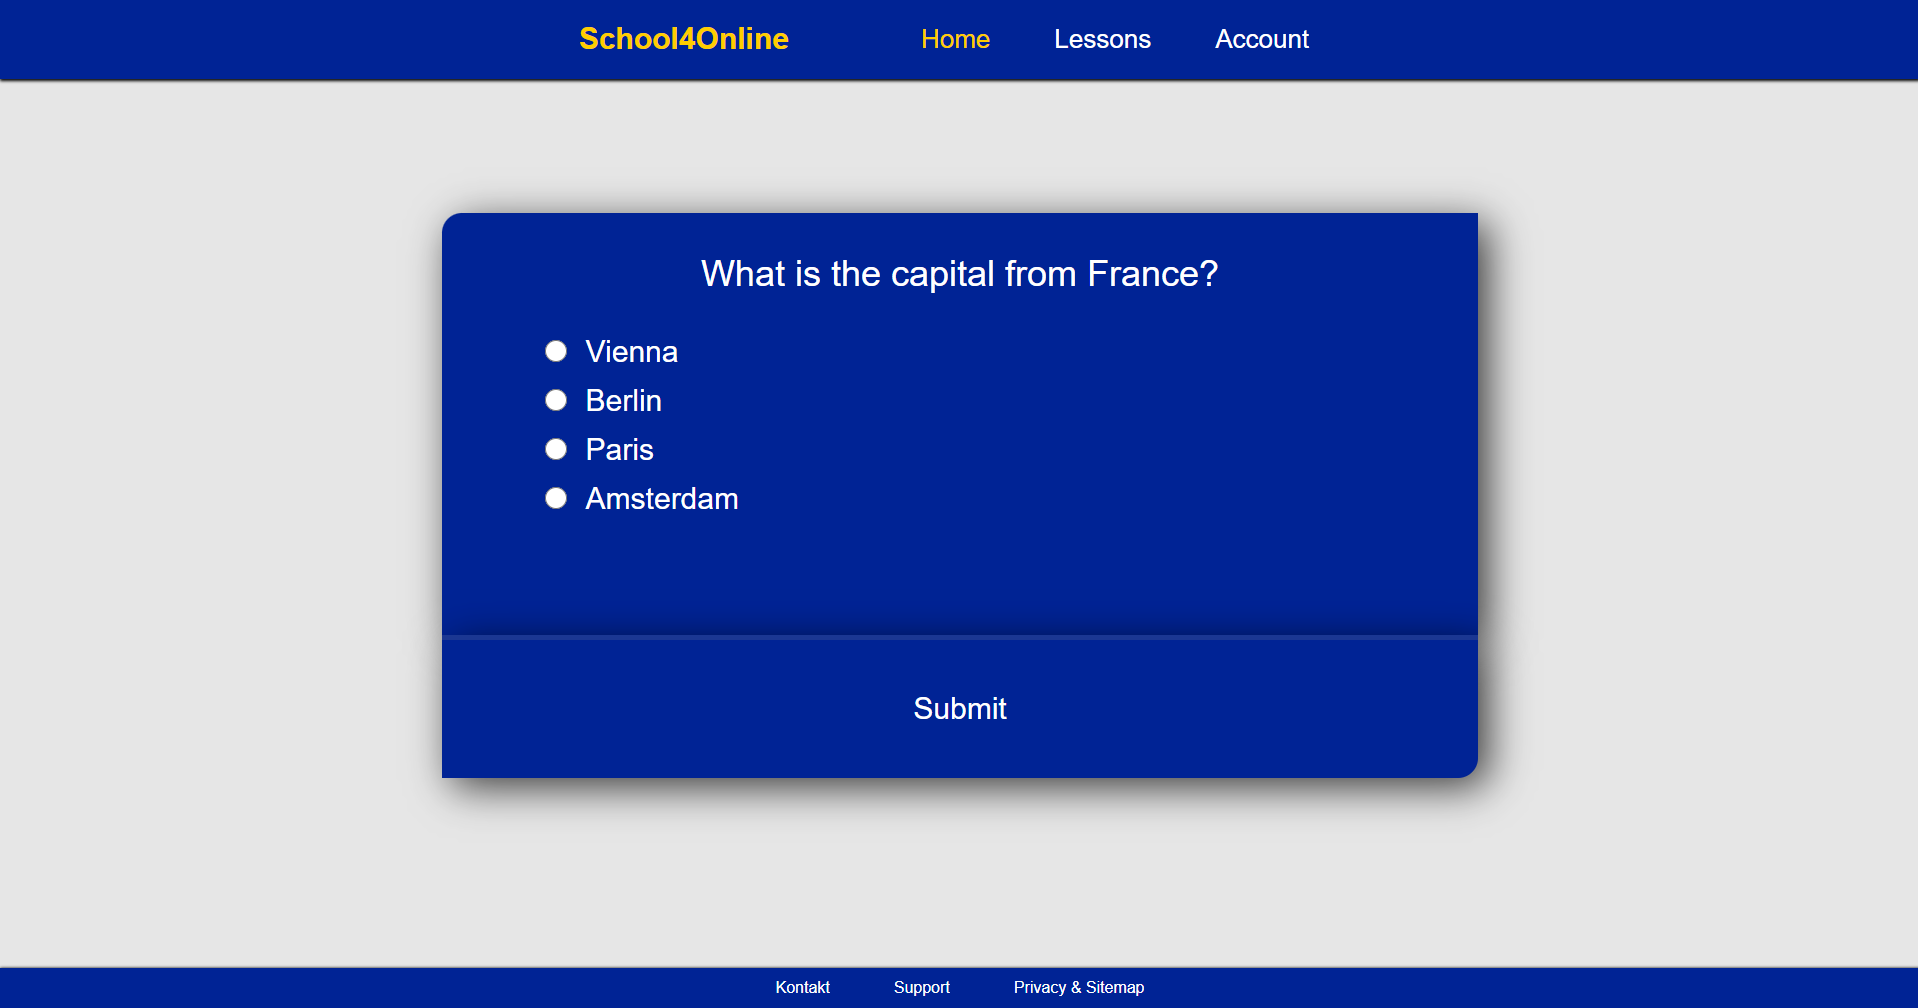 School4Online Home Lessons Account
What is the capital from France?
Vienna
Berlin
Paris
Amsterdam
Submit
Kontakt Support Privacy & Sitemap